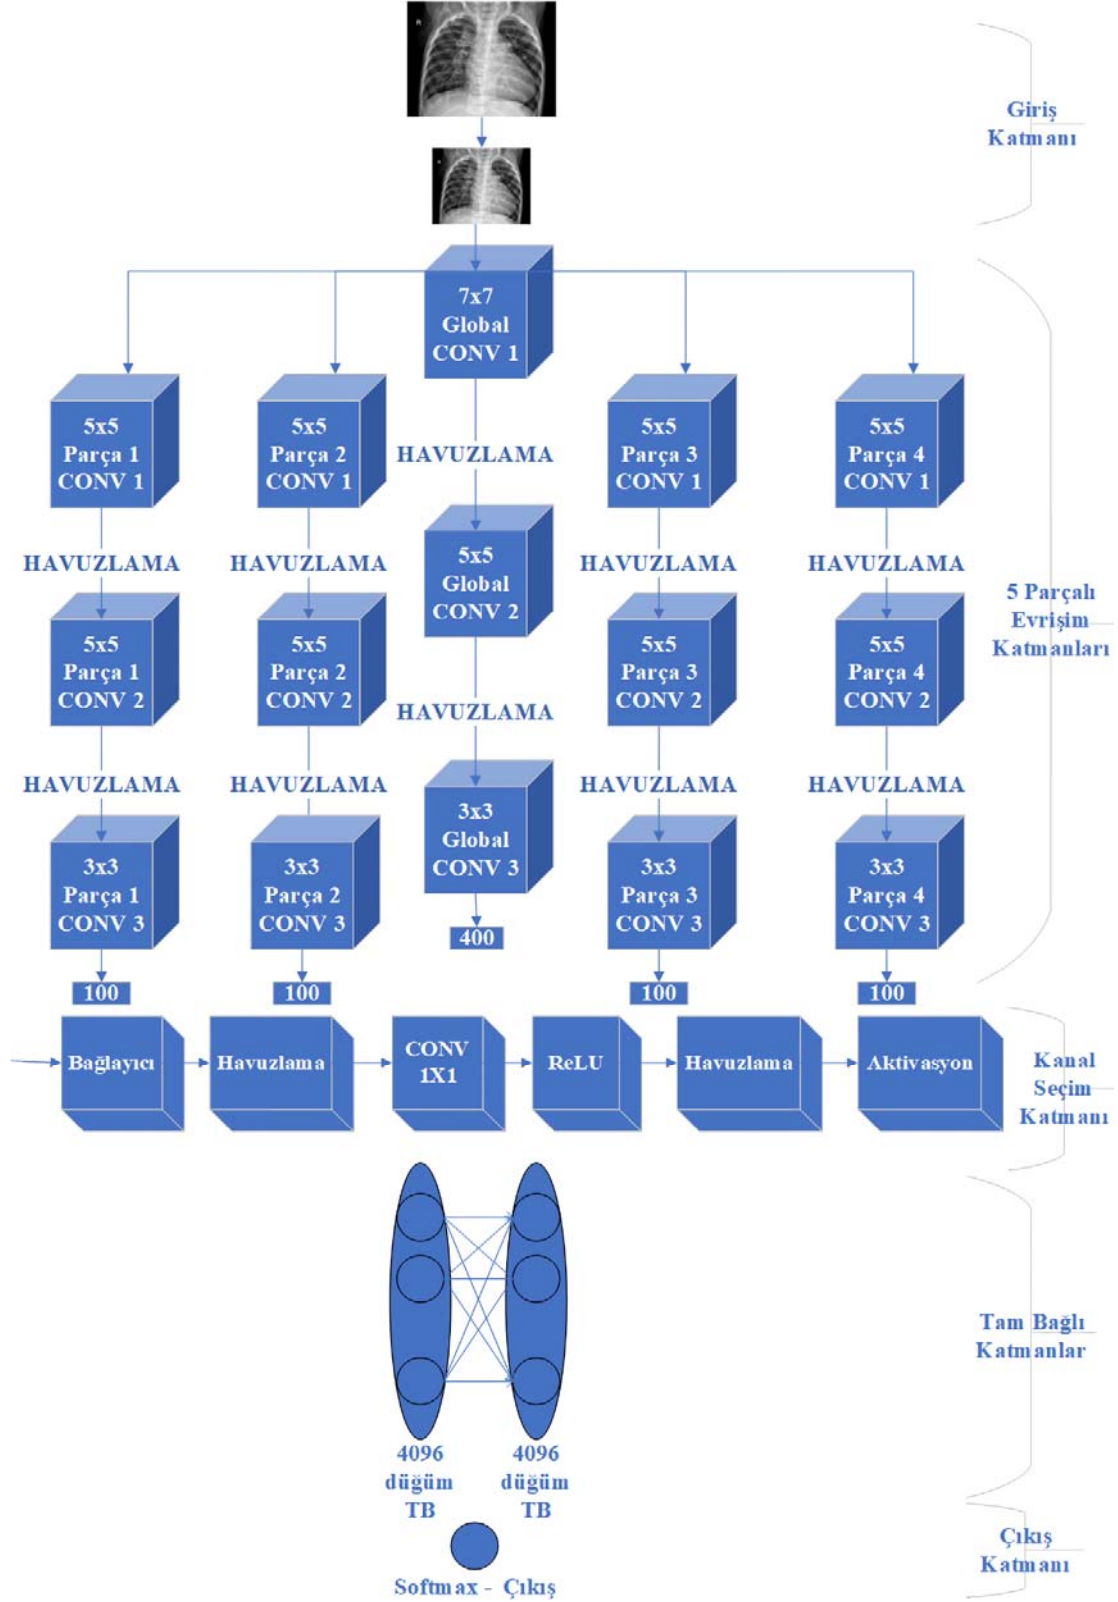 R
Giriş
Katmanı
7x7
Global
CONV 1
5x5
Parça 1
CONV 1
5x5
Parça 2
CONV 1
HAVUZLAMA
5x5
Parça 3
CONV 1
5x5
Parça 4
CONV 1
HAVUZLAMA
HAVUZLAMA
5x5
Global
CONV 2
HAVUZLAMA
HAVUZLAMA
5 Parçalı
Evrişim
Katmanları
5x5
Parça 1
CONV 2
5x5
Parça 2
CONV 2
HAVUZLAMA
5x5
Parça 3
CONV 2
5x5
Parça 4
CONV 2
HAVUZLAMA
HAVUZLAMA
3x3
Global
CONV 3
HAVUZLAMA
HAVUZLAMA
3x3
Parça 1
CONV 3
3x3
Parça 2
CONV 3
400
3x3
Parça 3
CONV 3
3x3
Parça 4
CONV 3
100
100
100
100
Bağlayıcı
Havuzlama
CONV
1X1
ReLU
Havuzlama
Aktivasyon
Kanal
Seçim
Katmanı
Tam Bağlı
Katmanlar
4096
düğüm
TB
4096
düğüm
TB
Softmax - Çıkış
Çıkış
Katmanı